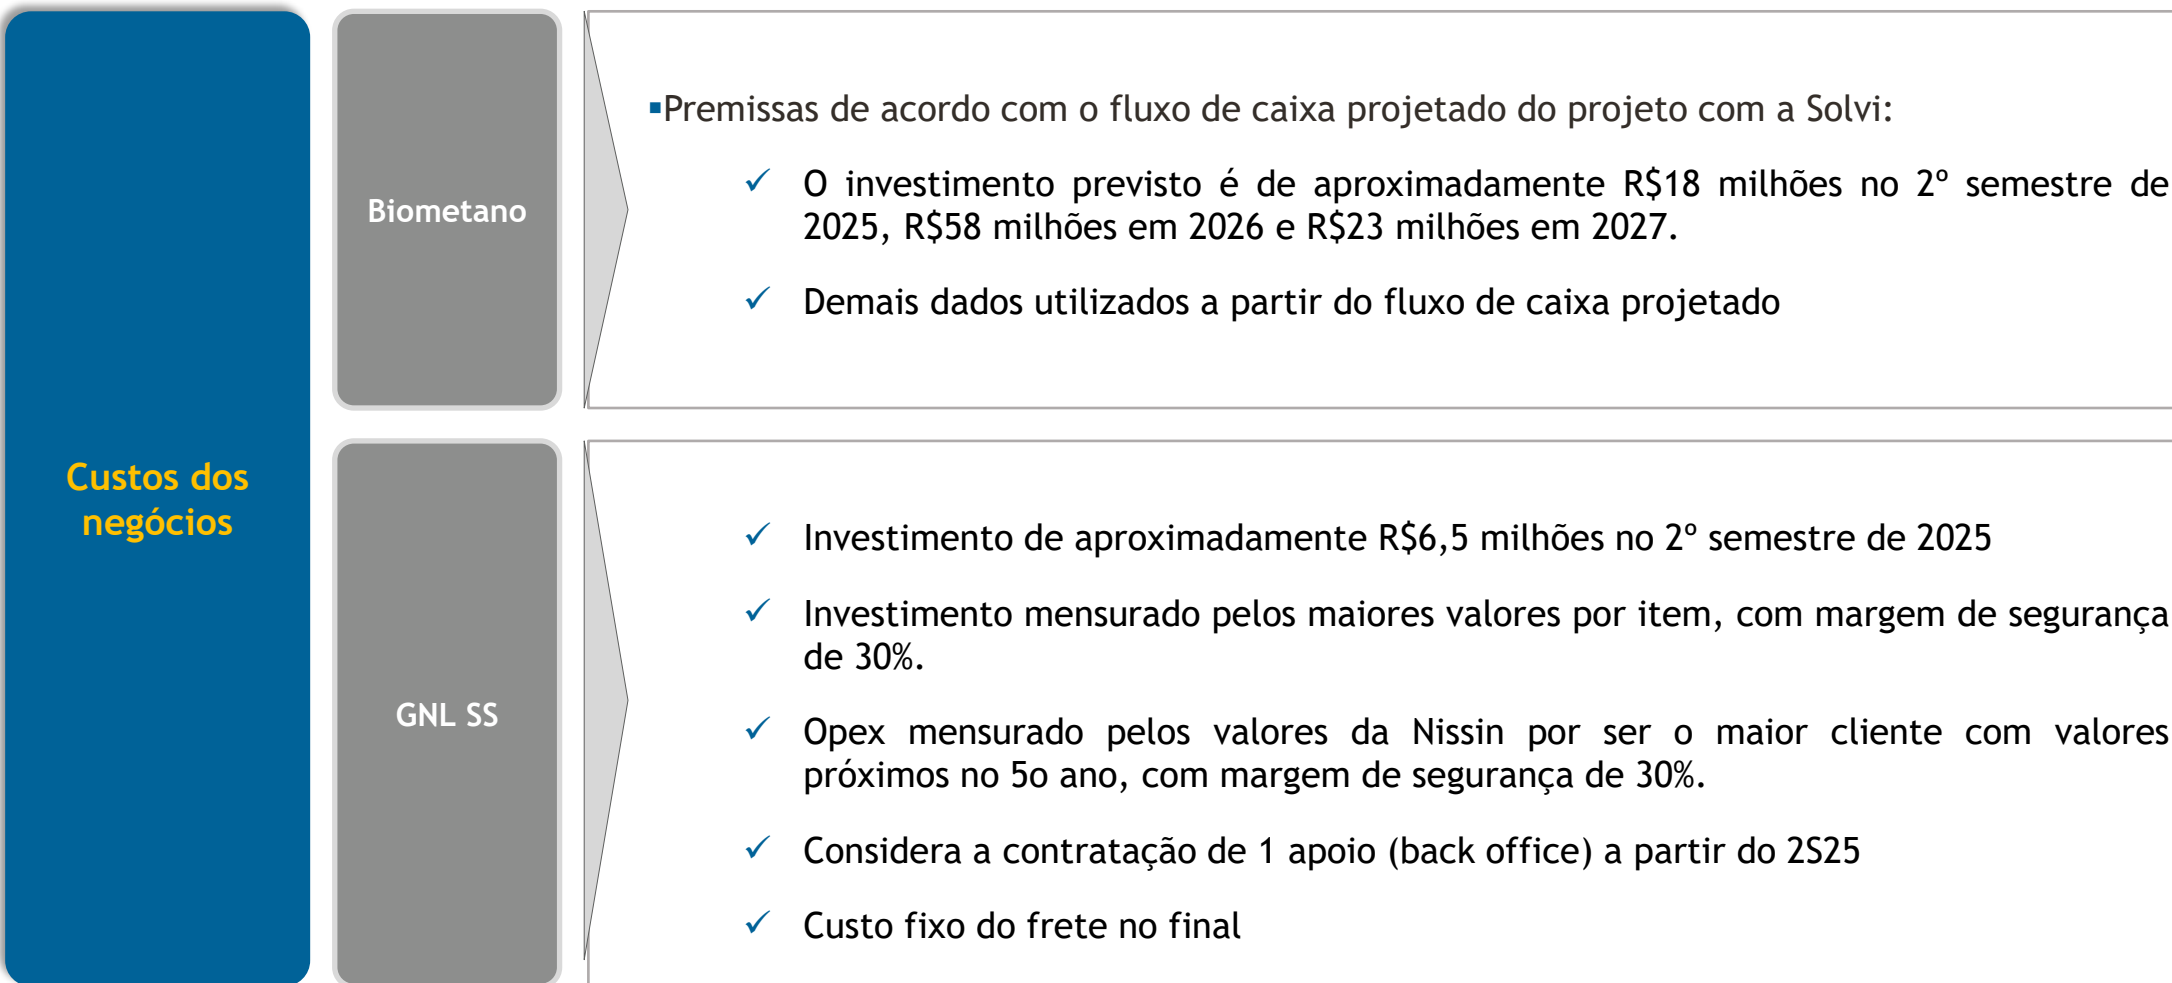 Custos dos
negócios
Biometano
▪Premissas de acordo com o fluxo de caixa projetado do projeto com a Solvi:
✓ O investimento previsto é de aproximadamente R$18 milhões no 2º semestre de
2025, R$58 milhões em 2026 e R$23 milhões em 2027.
✓ Demais dados utilizados a partir do fluxo de caixa projetado
GNL SS
✓ Investimento de aproximadamente R$6,5 milhões no 2º semestre de 2025
✓ Investimento mensurado pelos maiores valores por item, com margem de segurança
de 30%.
✓ Opex mensurado pelos valores da Nissin por ser o maior cliente com valores
próximos no 5o ano, com margem de segurança de 30%.
✓ Considera a contratação de 1 apoio (back office) a partir do 2S25
✓ Custo fixo do frete no final